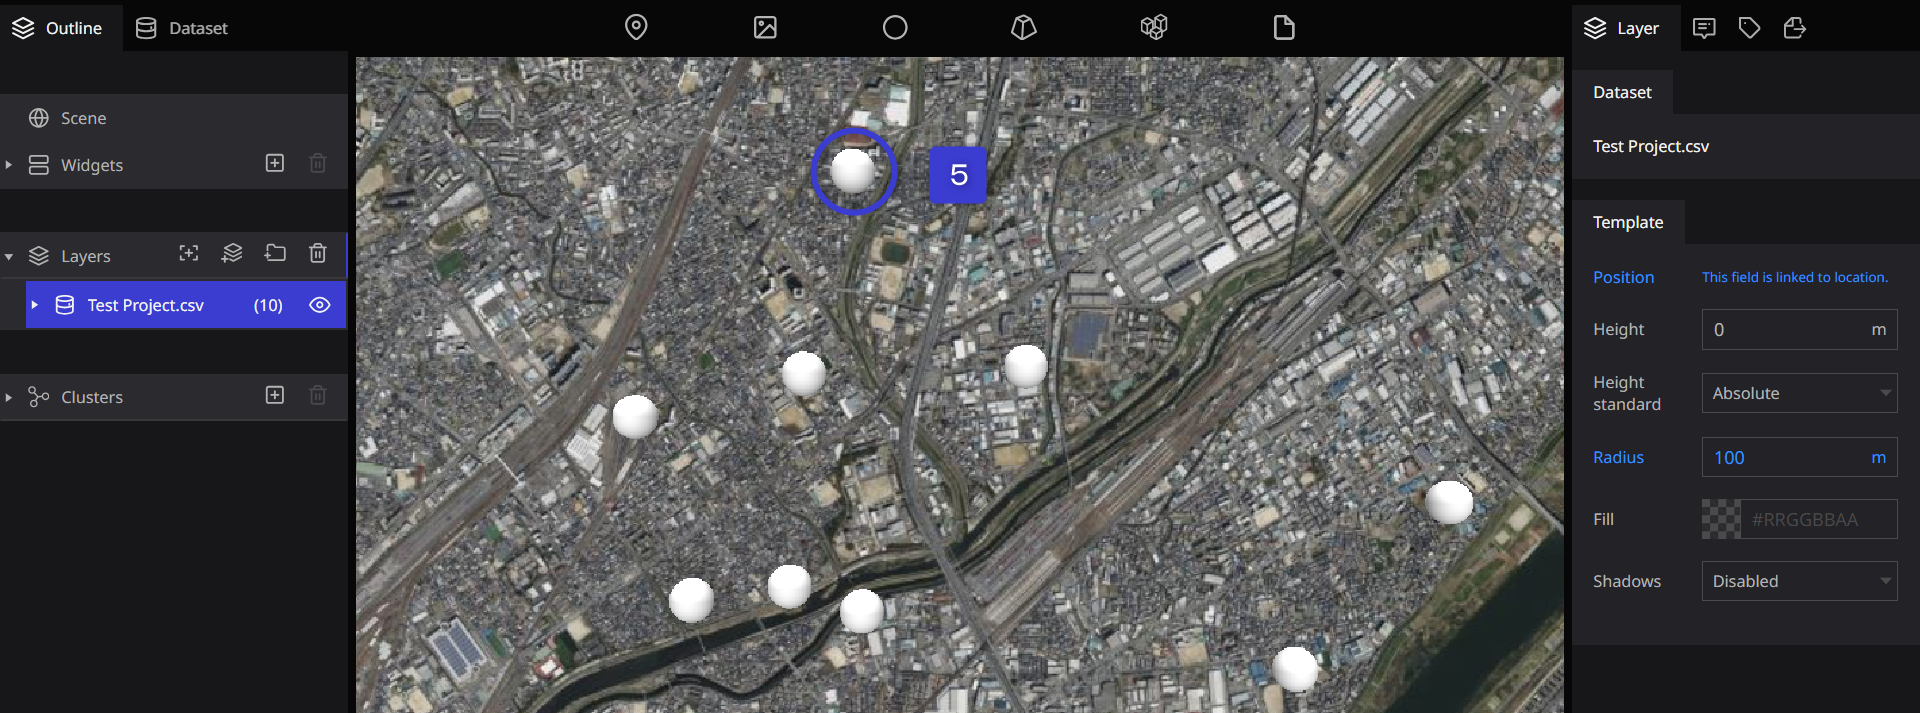 Outline
Dataset
Scene
Widgets
Layers
Test Project.csv (10)
Clusters
5
Layer
Dataset
Test Project.csv
Template
Position This field is linked to location.
Height 0 m
Height standard Absolute
Radius 100 m
Fill #RRGGBBAA
Shadows Disabled